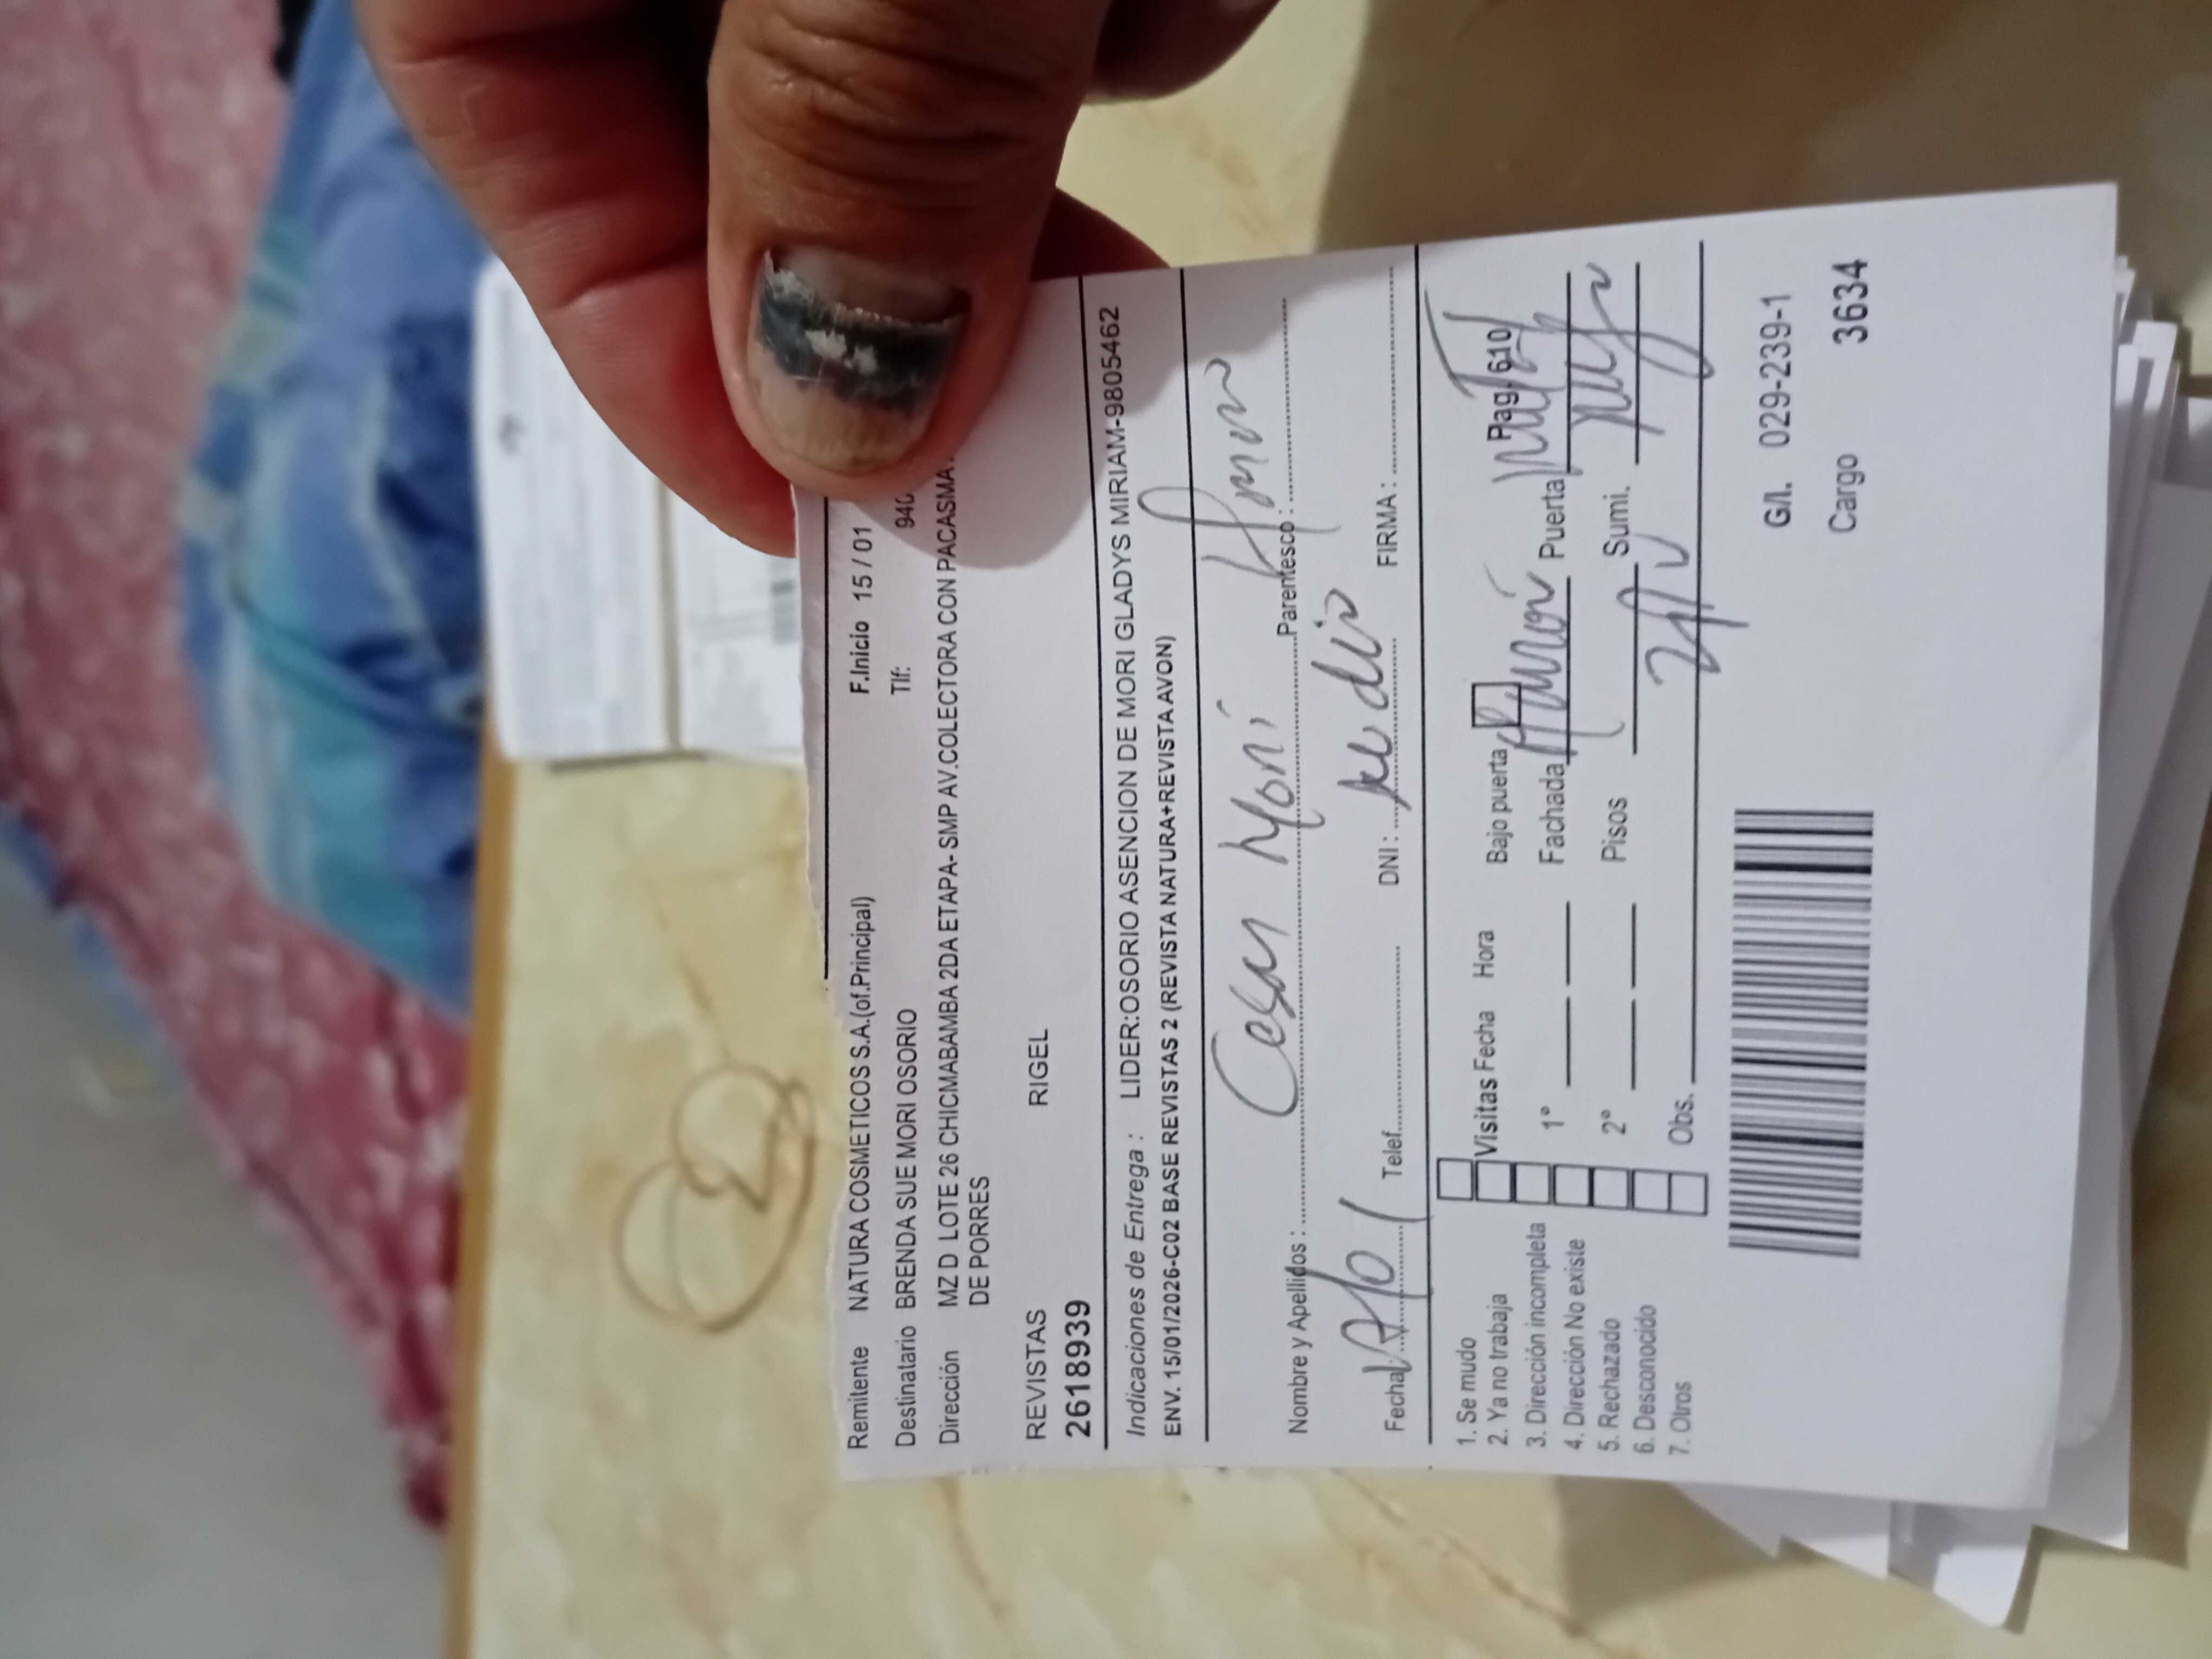 Remitente NATURA COSMETICOS S.A.(of.Principal) F.Inicio 15 / 01
Destinatario BRENDA SUE MORI OSORIO Tlf: 940
Dirección MZ D LOTE 26 CHICMABAMBA 2DA ETAPA- SMP AV.COLECTORA CON PACASMA
DE PORRES
REVISTAS RIGEL
2618939
Indicaciones de Entrega : LIDER:OSORIO ASENCION DE MORI GLADYS MIRIAM-9805462
ENV. 15/01/2026-C02 BASE REVISTAS 2 (REVISTA NATURA+REVISTA AVON)
Nombre y Apellidos : Cesar Mori Parentesco :
Fecha: Telef. DNI : FIRMA :
1. Se mudo
2. Ya no trabaja
3. Dirección incompleta
4. Dirección No existe
5. Rechazado
6. Desconocido
7. Otros
Visitas Fecha Hora Bajo puerta Pag. 610
1° Fachada Puerta
2° Pisos Sumi.
Obs.
G/I. 029-239-1
Cargo 3634